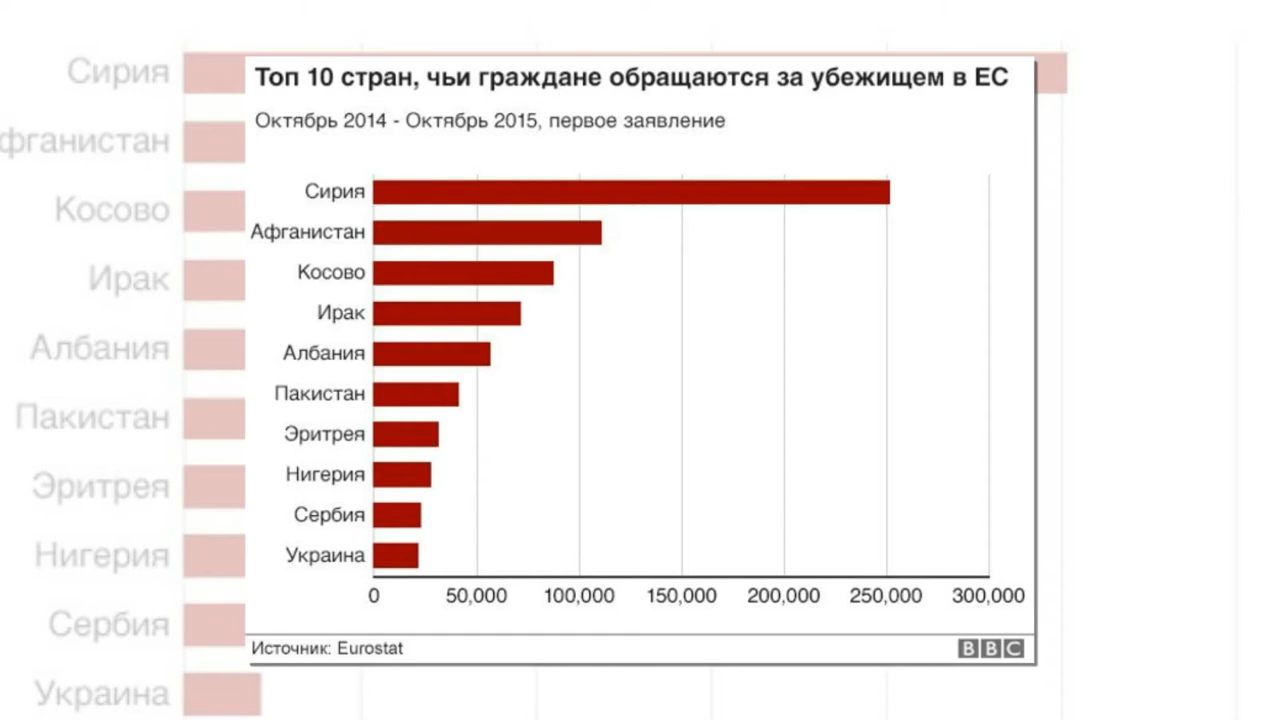 Топ 10 стран, чьи граждане обращаются за убежищем в ЕС
Октябрь 2014 - Октябрь 2015, первое заявление
Сирия
Афганистан
Косово
Ирак
Албания
Пакистан
Эритрея
Нигерия
Сербия
Украина
0 50,000 100,000 150,000 200,000 250,000 300,000
Источник: Eurostat
BBC
Сирия
фганистан
Косово
Ирак
Албания
Пакистан
Эритрея
Нигерия
Сербия
Украина